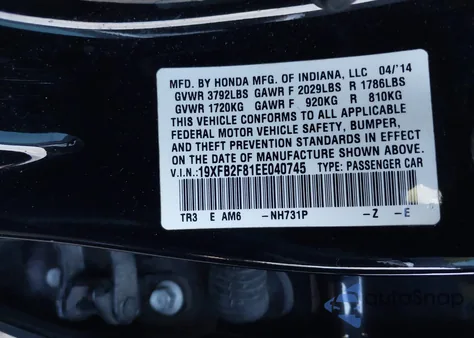 MFD. BY HONDA MFG. OF INDIANA, LLC 04/'14
GVWR 3792LBS GAWR F 2029LBS R 1786LBS
GVWR 1720KG GAWR F 920KG R 810KG
THIS VEHICLE CONFORMS TO ALL APPLICABLE
FEDERAL MOTOR VEHICLE SAFETY, BUMPER,
AND THEFT PREVENTION STANDARDS IN EFFECT
ON THE DATE OF MANUFACTURE SHOWN ABOVE.
V.I.N.:19XFB2F81EE040745 TYPE: PASSENGER CAR
TR3 E AM6 -NH731P -Z -E
autoSnap